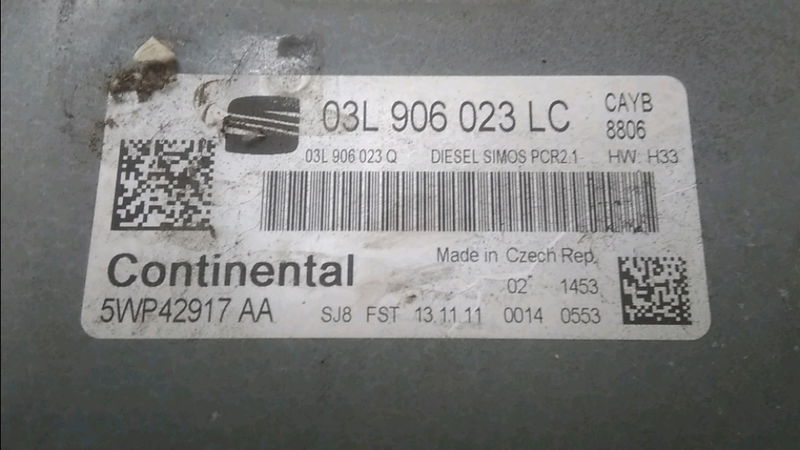 03L 906 023 LC CAYB
8806
03L 906 023 Q DIESEL SIMOS PCR2.1 HW: H33
Continental Made in Czech Rep.
02 1453
5WP42917 AA SJ8 FST 13.11.11 0014 0553